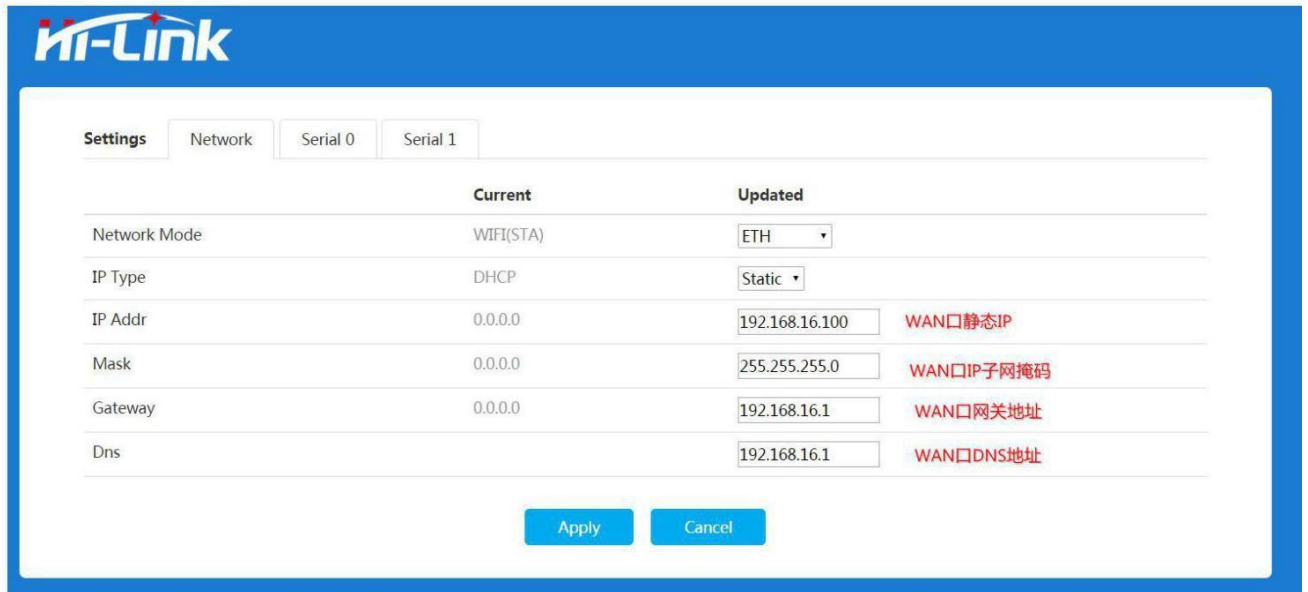 Hi-Link
Settings Network Serial 0 Serial 1
Current Updated
Network Mode WIFI(STA) ETH
IP Type DHCP Static
IP Addr 0.0.0.0 192.168.16.100 WAN口静态IP
Mask 0.0.0.0 255.255.255.0 WAN口IP子网掩码
Gateway 0.0.0.0 192.168.16.1 WAN口网关地址
Dns 192.168.16.1 WAN口DNS地址
Apply Cancel